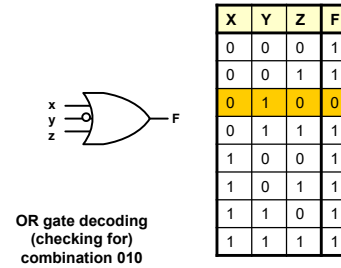 x
y
z
F
OR gate decoding
(checking for)
combination 010
X Y Z F
0 0 0 1
0 0 1 1
0 1 0 0
0 1 1 1
1 0 0 1
1 0 1 1
1 1 0 1
1 1 1 1